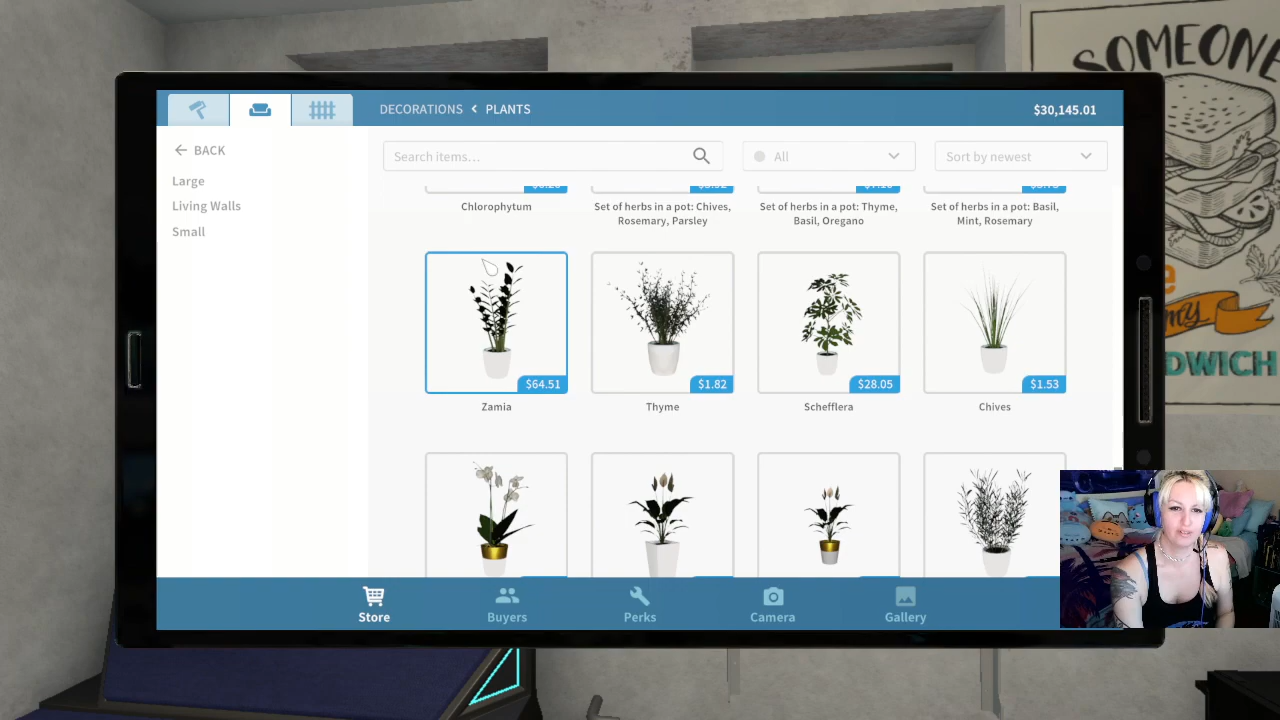 SOMEONE
DECORATIONS < PLANTS
$30,145.01
BACK
Large
Living Walls
Small
Search items...
All
Sort by newest
Chlorophytum
Set of herbs in a pot: Chives,
Rosemary, Parsley
Set of herbs in a pot: Thyme,
Basil, Oregano
Set of herbs in a pot: Basil,
Mint, Rosemary
$64.51
$1.82
$28.05
$1.53
Zamia
Thyme
Schefflera
Chives
my
DWICH
Store
Buyers
Perks
Camera
Gallery